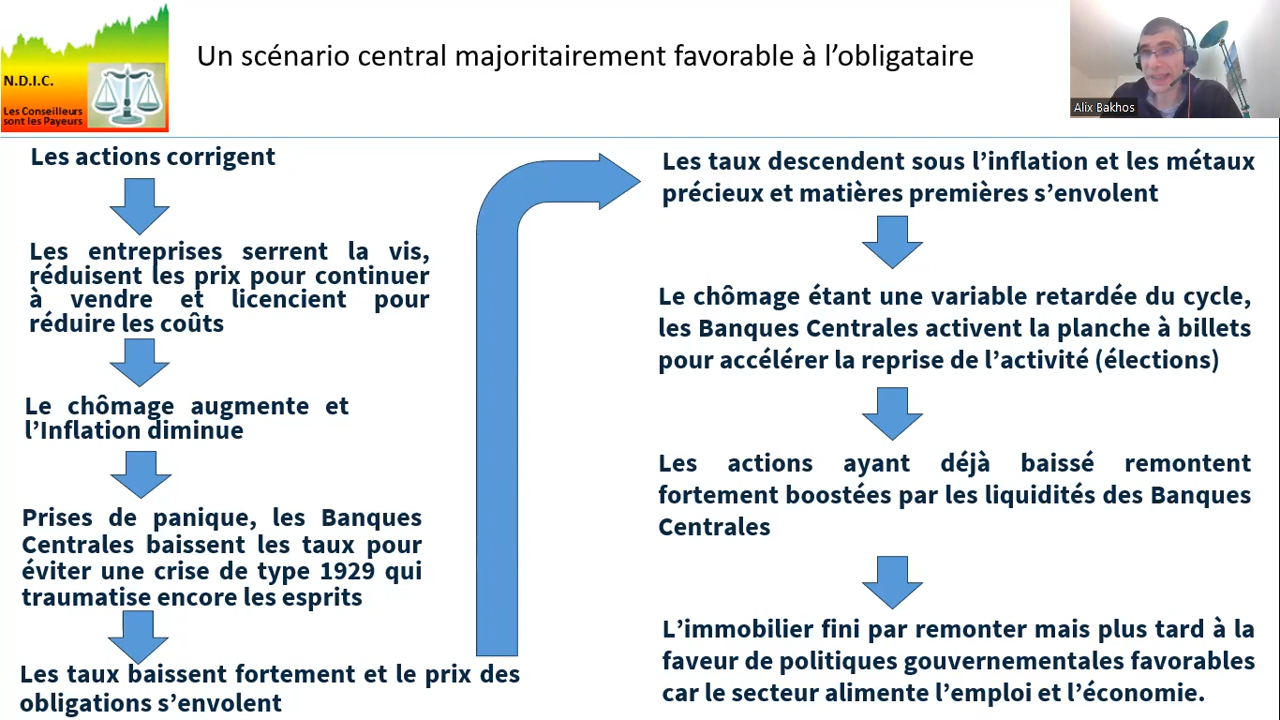 N.D.I.C.
Les Conseilleurs
sont les Payeurs
Un scénario central majoritairement favorable à l’obligataire
Alix Bakhos
Les actions corrigent
Les entreprises serrent la vis,
réduisent les prix pour continuer
à vendre et licencient pour
réduire les coûts
Le chômage augmente et
l’Inflation diminue
Prises de panique, les Banques
Centrales baissent les taux pour
éviter une crise de type 1929 qui
traumatise encore les esprits
Les taux baissent fortement et le prix des
obligations s’envolent
Les taux descendent sous l’inflation et les métaux
précieux et matières premières s’envolent
Le chômage étant une variable retardée du cycle,
les Banques Centrales activent la planche à billets
pour accélérer la reprise de l’activité (élections)
Les actions ayant déjà baissé remontent
fortement boostées par les liquidités des Banques
Centrales
L’immobilier fini par remonter mais plus tard à la
faveur de politiques gouvernementales favorables
car le secteur alimente l’emploi et l’économie.